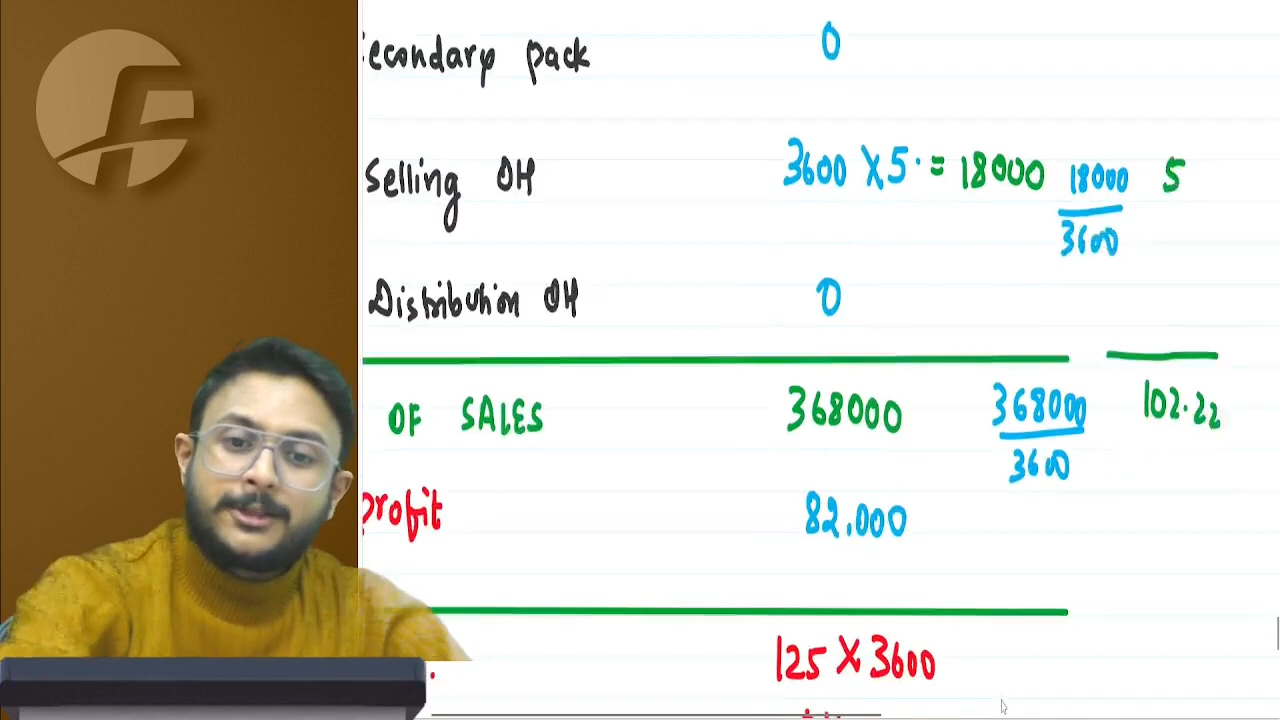 econdary pack 0
Selling OH 3600 X 5. = 18000 18000 5
3600
Distribution OH 0
OF SALES 368000 368000 102.22
3600
profit 82.000
125 X 3600